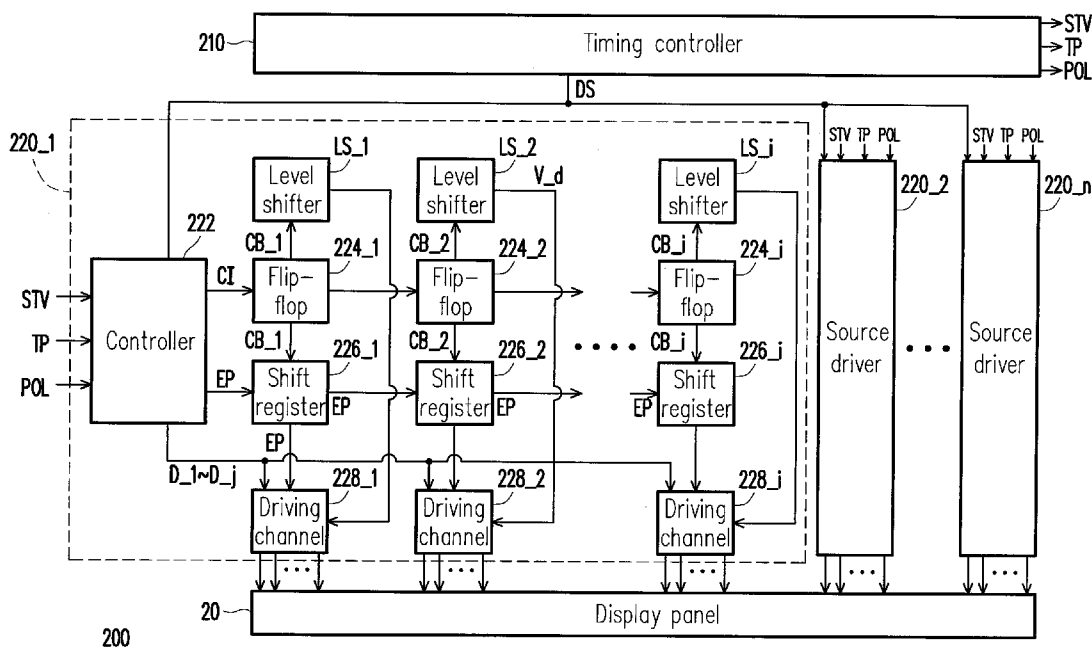 STV
210
Timing controller
TP
POL
DS
220_1
LS_1
LS_2
LS_i
STV TP POL
STV TP POL
Level shifter
Level shifter
V_d
Level shifter
220_2
220_n
222
CB_1
224_1
CB_2
224_2
CB_i
224_i
CI
Flip-flop
Flip-flop
Flip-flop
STV
TP
POL
Controller
CB_1
226_1
CB_2
226_2
CB_i
226_i
Source driver
Source driver
EP
Shift register
EP
Shift register
EP
EP
Shift register
EP
D_1~D_j
228_1
228_2
228_i
Driving channel
Driving channel
Driving channel
20
Display panel
200